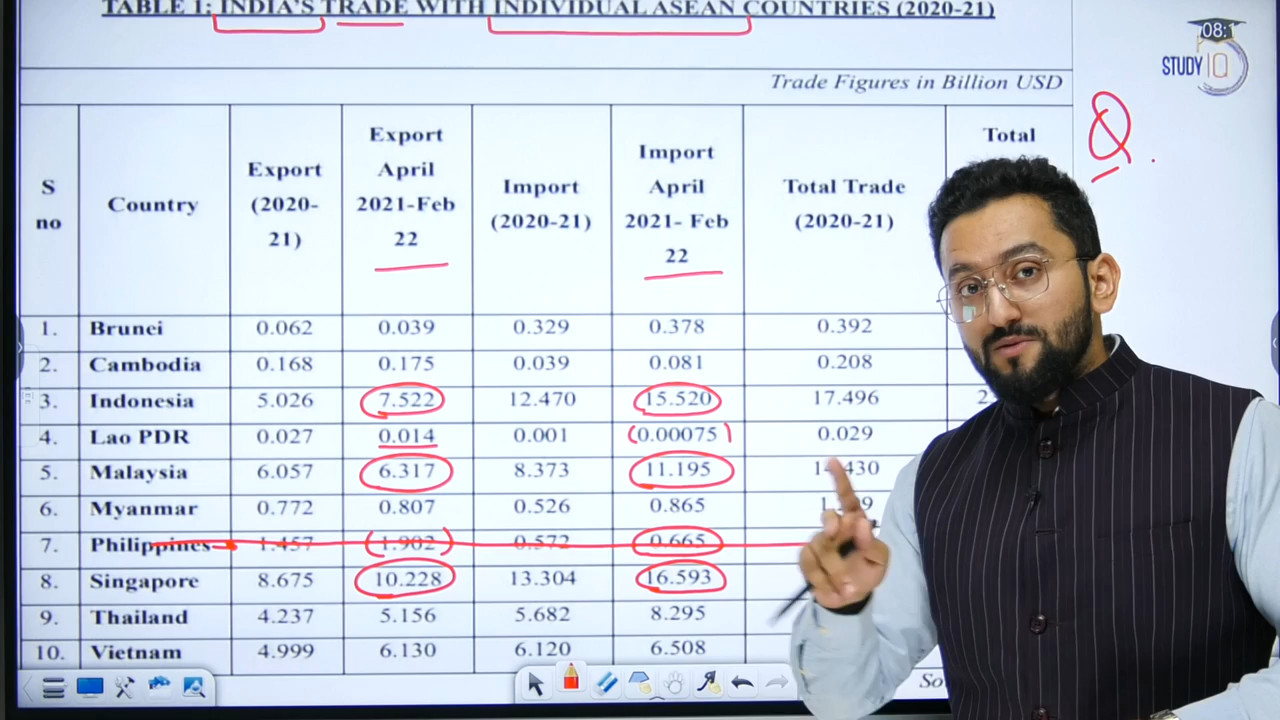 TABLE 1: INDIA'S TRADE WITH INDIVIDUAL ASEAN COUNTRIES (2020-21)
08:1
STUDY IQ
Trade Figures in Billion USD
Q.
S no | Country | Export (2020-21) | Export April 2021-Feb 22 | Import (2020-21) | Import April 2021- Feb 22 | Total Trade (2020-21) | Total
1. Brunei 0.062 0.039 0.329 0.378 0.392
2. Cambodia 0.168 0.175 0.039 0.081 0.208
3. Indonesia 5.026 7.522 12.470 15.520 17.496 2.
4. Lao PDR 0.027 0.014 0.001 (0.00075) 0.029
5. Malaysia 6.057 6.317 8.373 11.195 14.430
6. Myanmar 0.772 0.807 0.526 0.865
7. Philippines 1.457 (1.902) 0.572 0.665
8. Singapore 8.675 10.228 13.304 16.593
9. Thailand 4.237 5.156 5.682 8.295
10. Vietnam 4.999 6.130 6.120 6.508
So